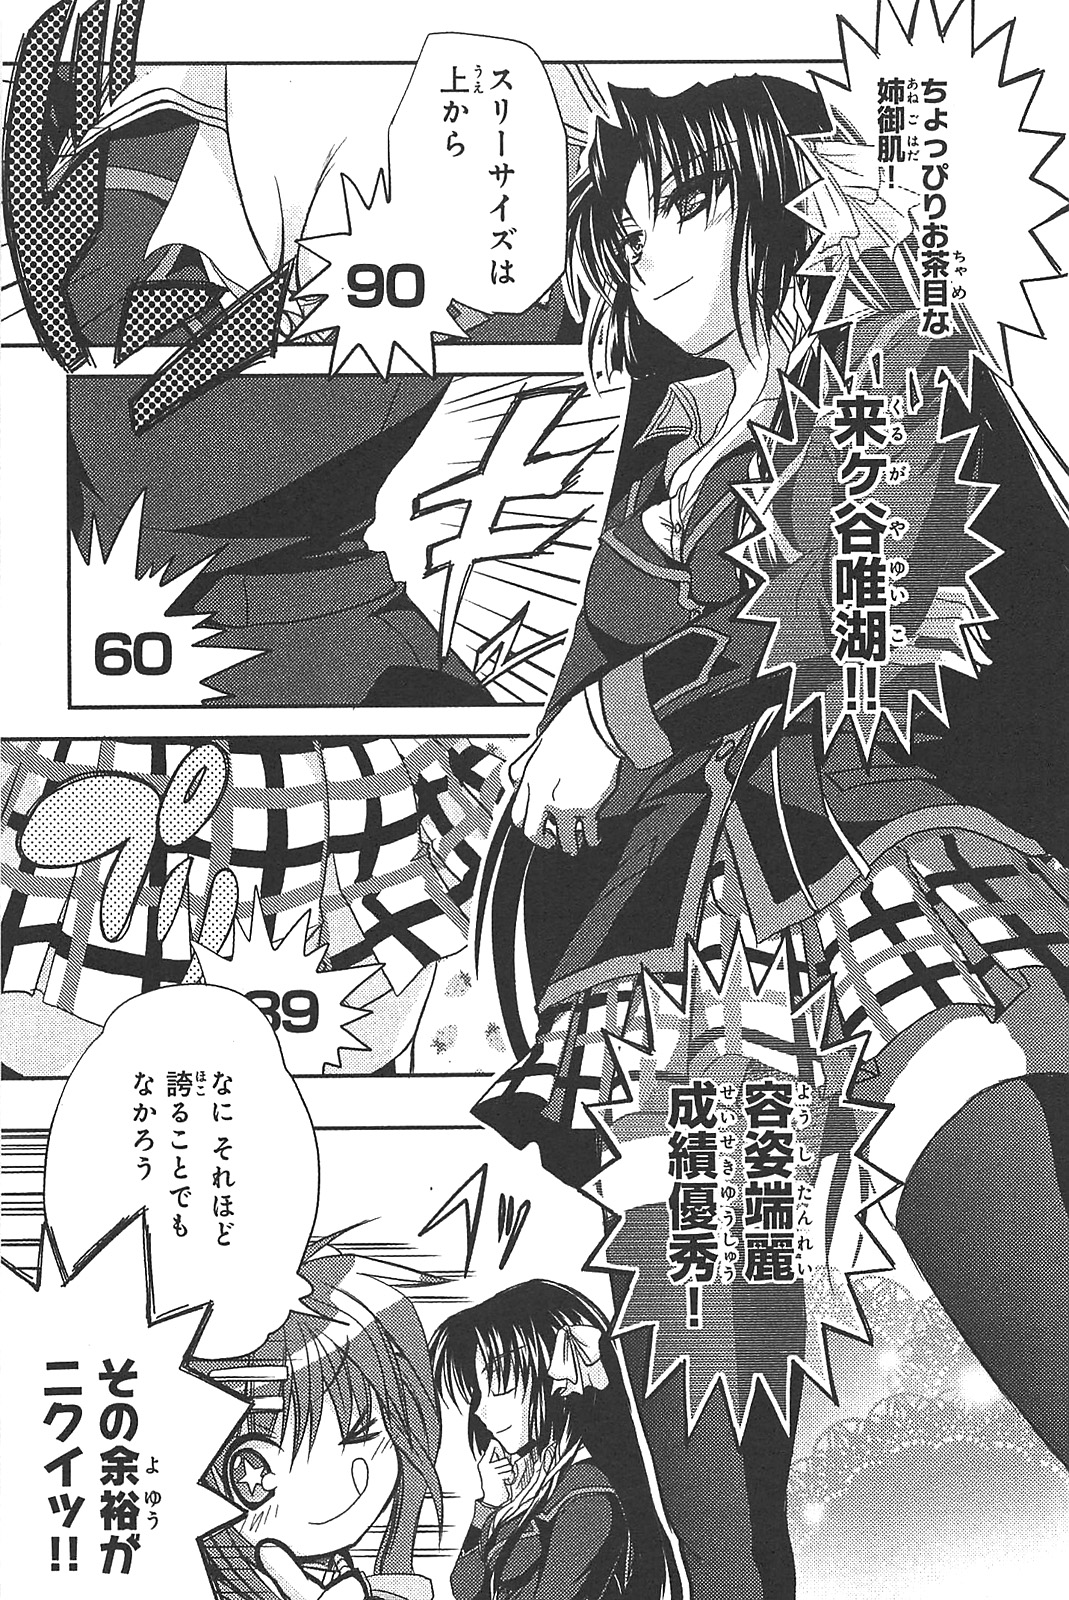 ちょっぴりお茶目な
姉御肌！
来ケ谷唯湖!!
容姿端麗
成績優秀！
スリーサイズは
上から
90
60
89
なに それほど
誇ることでも
なかろう
その余裕が
ニクイッ!!